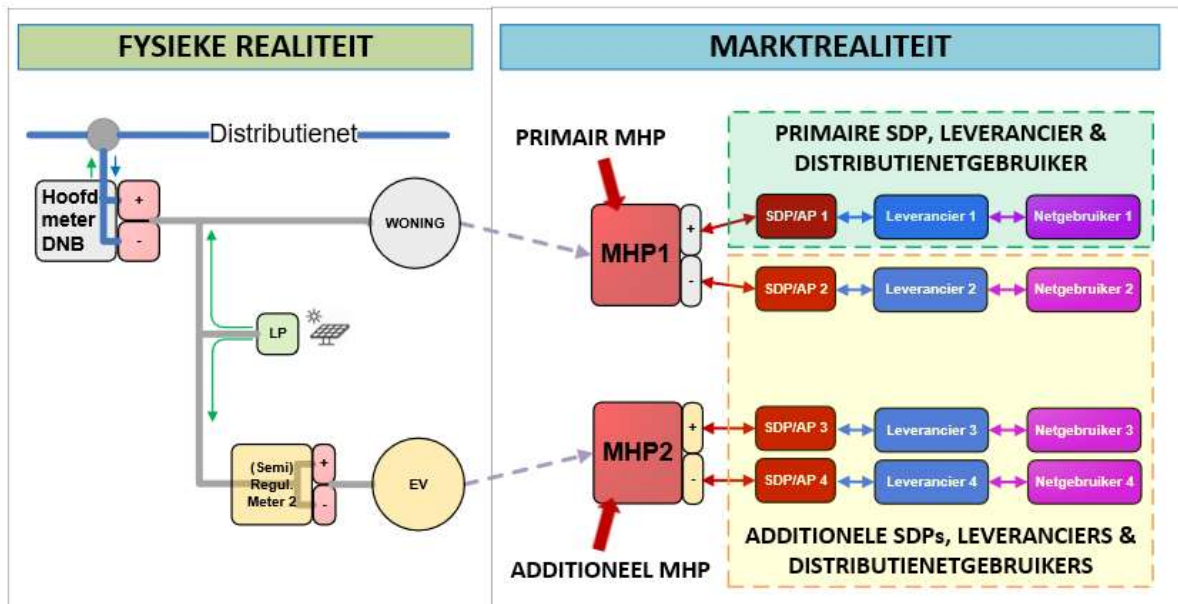 FYSIEKE REALITEIT
Distributienet
Hoofd
meter
DNB
+
-
WONING
LP
(Semi)
Regul.
Meter 2
+
-
EV
MARKTREALITEIT
PRIMAIR MHP
PRIMAIRE SDP, LEVERANCIER &
DISTRIBUTIENETGEBRUIKER
MHP1
+
-
SDP/AP 1
Leverancier 1
Netgebruiker 1
SDP/AP 2
Leverancier 2
Netgebruiker 2
MHP2
+
-
SDP/AP 3
Leverancier 3
Netgebruiker 3
SDP/AP 4
Leverancier 4
Netgebruiker 4
ADDITIONEEL MHP
ADDITIONELE SDPs, LEVERANCIERS &
DISTRIBUTIENETGEBRUIKERS